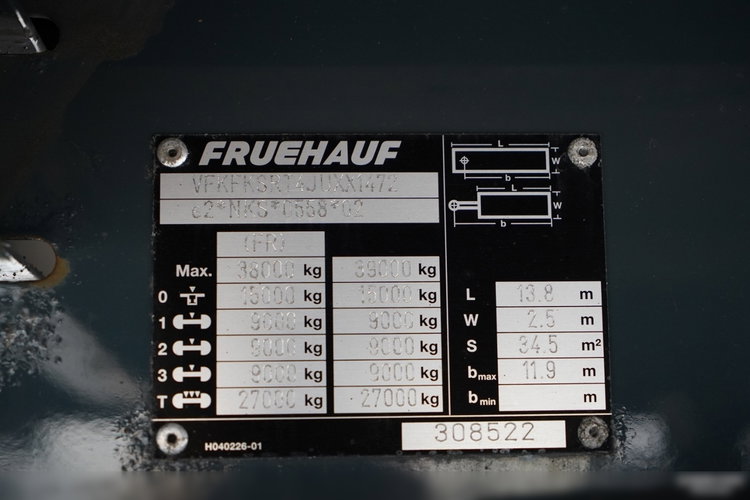 FRUEHAUF
e2*NKS*0558*02
(FR)
Max. 38000 kg 39000 kg
0 15000 kg 15000 kg
1 9000 kg 9000 kg
2 9000 kg kg
3 9000 kg 9000 kg
T 27000 kg 27000 kg
H040226-01
L
W
b
L
W
b
L 13.8 m
W 2.5 m
S 34.5 m²
bmax 11.9 m
bmin m
308522